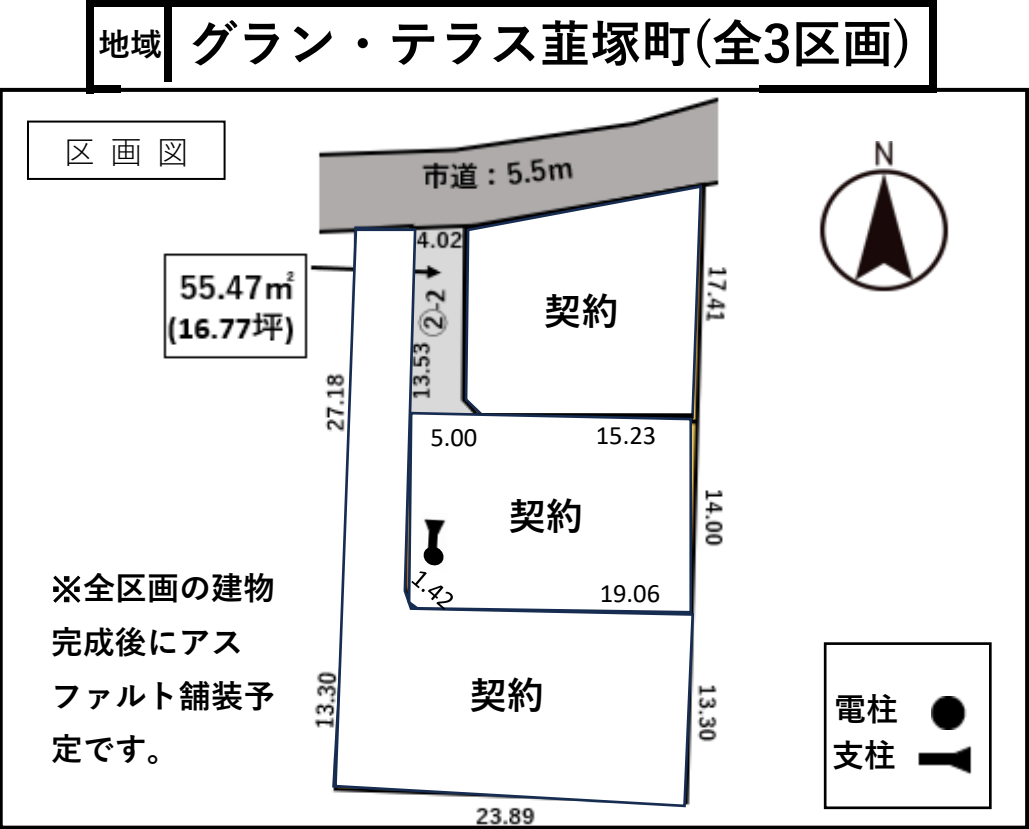 地域
グラン・テラス韮塚町(全3区画)
区画図
市道：5.5m
N
4.02
55.47㎡
(16.77坪)
②-2
13.53
契約
17.41
27.18
5.00
15.23
契約
14.00
1.42
19.06
※全区画の建物
完成後にアス
ファルト舗装予
定です。
13.30
契約
13.30
23.89
電柱
支柱